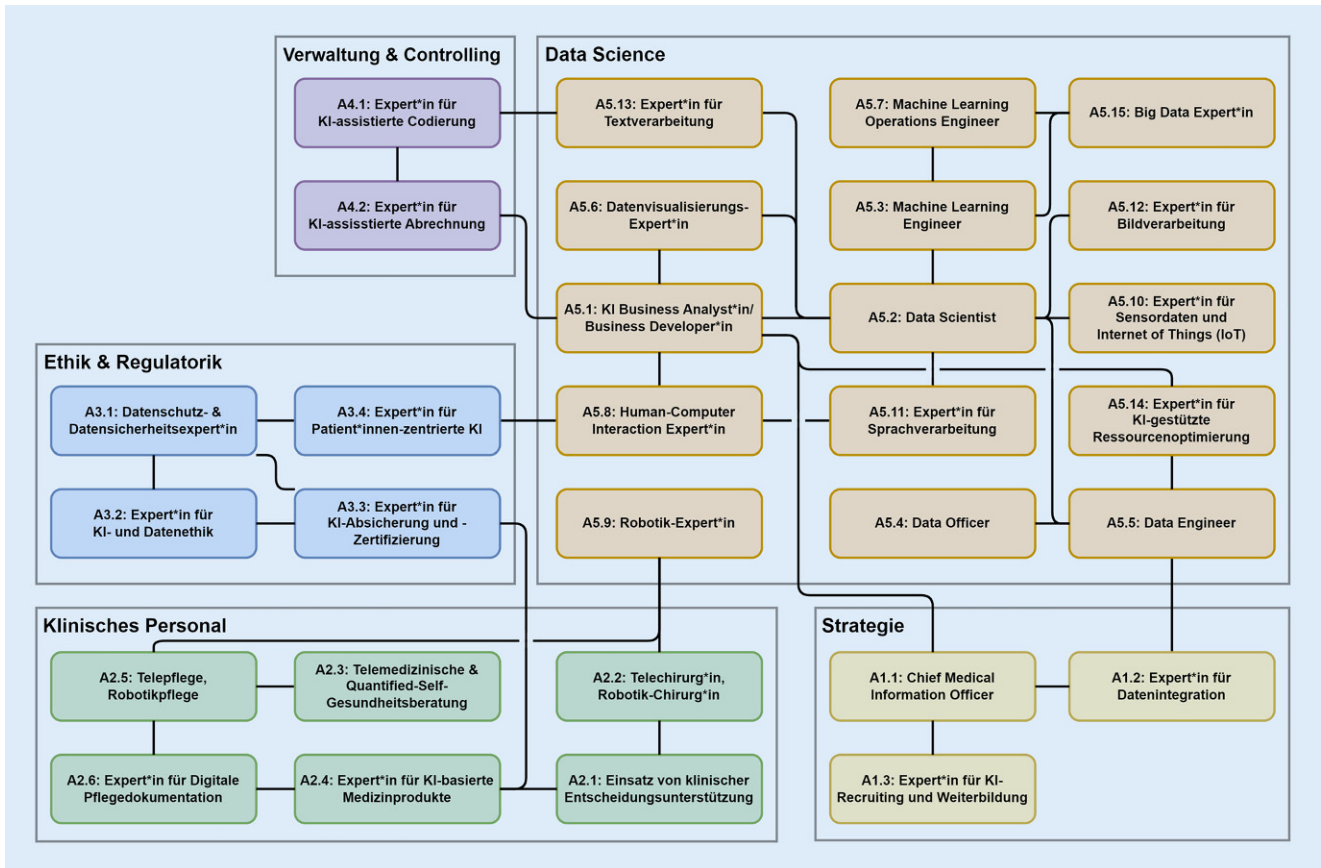 Verwaltung & Controlling
A4.1: Expert*in für
KI-assistierte Codierung
A4.2: Expert*in für
KI-assisstierte Abrechnung
Data Science
A5.13: Expert*in für
Textverarbeitung
A5.7: Machine Learning
Operations Engineer
A5.15: Big Data Expert*in
A5.6: Datenvisualisierungs-
Expert*in
A5.3: Machine Learning
Engineer
A5.12: Expert*in für
Bildverarbeitung
A5.1: KI Business Analyst*in/
Business Developer*in
A5.2: Data Scientist
A5.10: Expert*in für
Sensordaten und
Internet of Things (IoT)
A5.8: Human-Computer
Interaction Expert*in
A5.11: Expert*in für
Sprachverarbeitung
A5.14: Expert*in für
KI-gestützte
Ressourcenoptimierung
A5.9: Robotik-Expert*in
A5.4: Data Officer
A5.5: Data Engineer
Ethik & Regulatorik
A3.1: Datenschutz- &
Datensicherheitsexpert*in
A3.4: Expert*in für
Patient*innen-zentrierte KI
A3.2: Expert*in für
KI- und Datenethik
A3.3: Expert*in für
KI-Absicherung und -
Zertifizierung
Klinisches Personal
A2.5: Telepflege,
Robotikpflege
A2.3: Telemedizinische &
Quantified-Self-
Gesundheitsberatung
A2.2: Telechirurg*in,
Robotik-Chirurg*in
A2.6: Expert*in für Digitale
Pflegedokumentation
A2.4: Expert*in für KI-basierte
Medizinprodukte
A2.1: Einsatz von klinischer
Entscheidungsunterstützung
Strategie
A1.1: Chief Medical
Information Officer
A1.2: Expert*in für
Datenintegration
A1.3: Expert*in für KI-
Recruiting und Weiterbildung